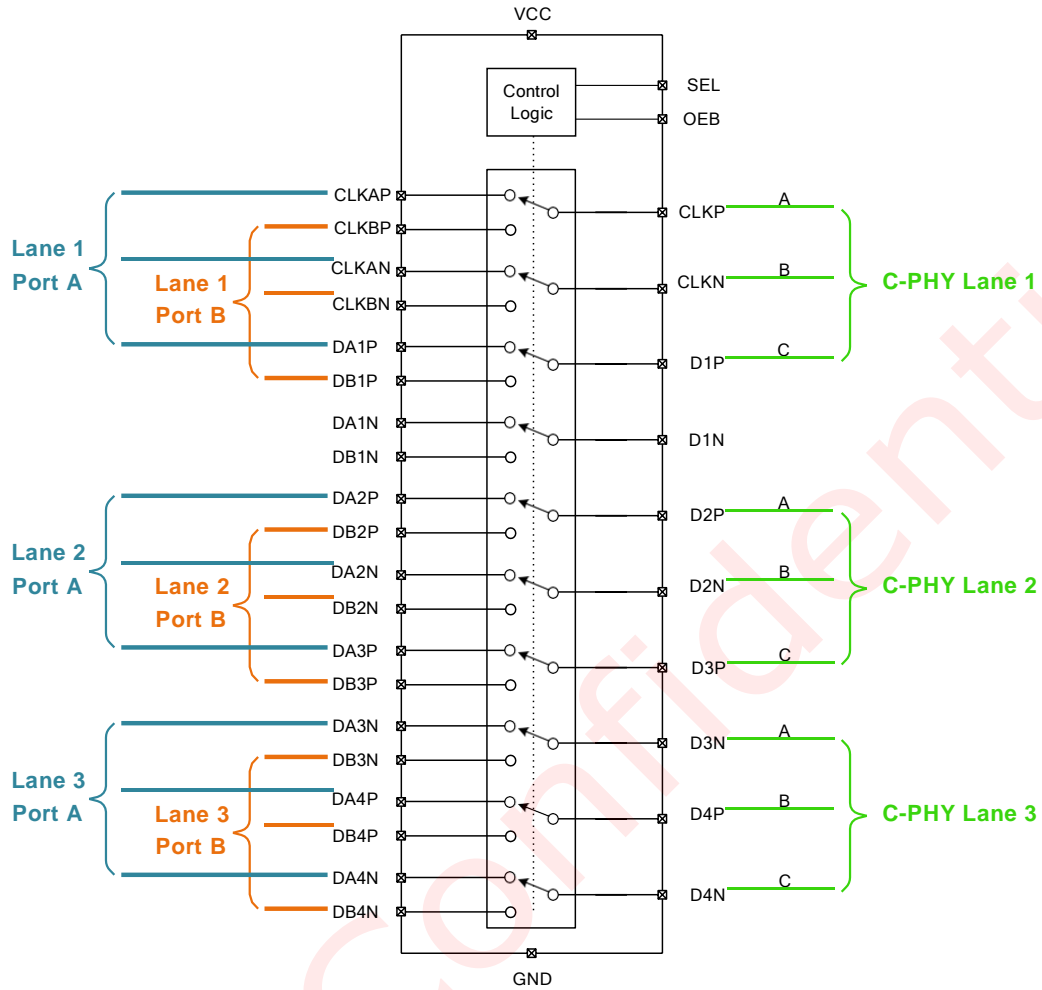 VCC
Control
Logic
SEL
OEB
CLKAP
CLKBP
CLKAN
CLKBN
DA1P
DB1P
DA1N
DB1N
DA2P
DB2P
DA2N
DB2N
DA3P
DB3P
DA3N
DB3N
DA4P
DB4P
DA4N
DB4N
Lane 1
Port A
Lane 1
Port B
Lane 2
Port A
Lane 2
Port B
Lane 3
Port A
Lane 3
Port B
CLKP
A
CLKN
B
D1P
C
C-PHY Lane 1
D1N
D2P
A
D2N
B
D3P
C
C-PHY Lane 2
D3N
A
D4P
B
D4N
C
C-PHY Lane 3
GND
Confidenti